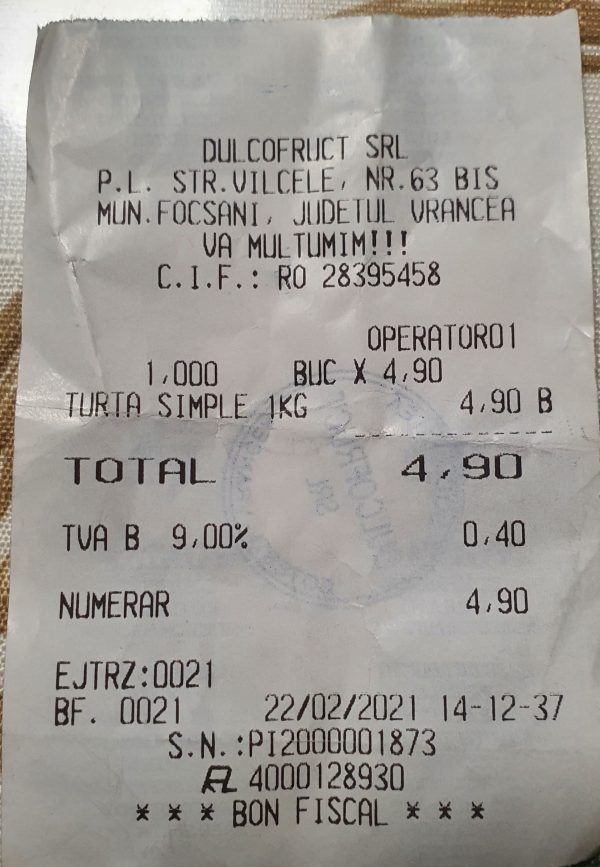 DULCOFRUCT SRL
P.L. STR.VILCELE, NR.63 BIS
MUN.FOCSANI, JUDETUL VRANCEA
VA MULTUMIM!!!
C.I.F.: RO 28395458
OPERATOR01
1,000 BUC X 4,90
TURTA SIMPLE 1KG 4,90 B
TOTAL 4,90
TVA B 9,00% 0,40
NUMERAR 4,90
EJTRZ:0021
BF. 0021 22/02/2021 14-12-37
S.N.:PI2000001873
4000128930
* * * BON FISCAL * * *
DULCOFRUCT
SRL